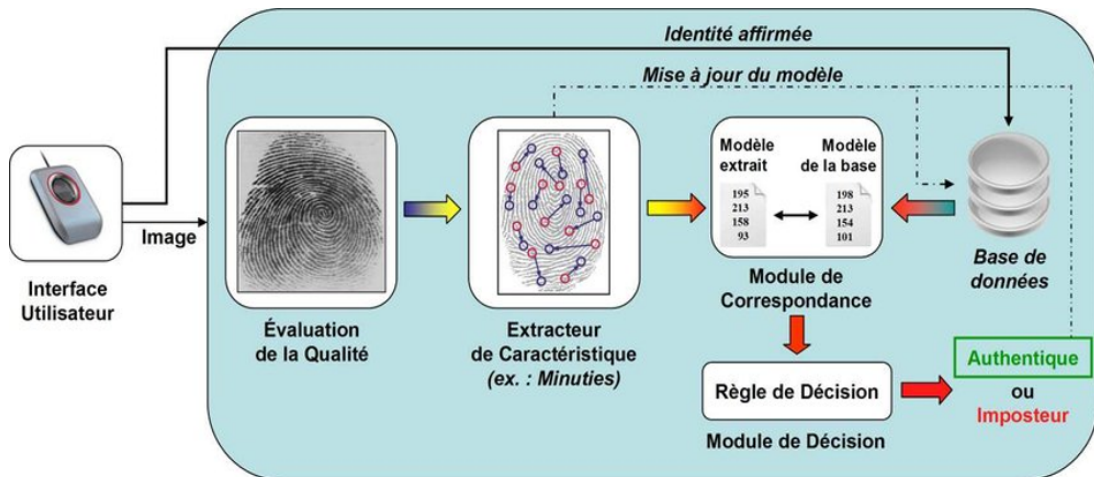 Identité affirmée
Mise à jour du modèle
Image
Interface
Utilisateur
Évaluation
de la Qualité
Extracteur
de Caractéristique
(ex. : Minuties)
Modèle
extrait
195
213
158
93
Modèle
de la base
198
213
154
101
Module de
Correspondance
Base de
données
Règle de Décision
Module de Décision
Authentique
ou
Imposteur